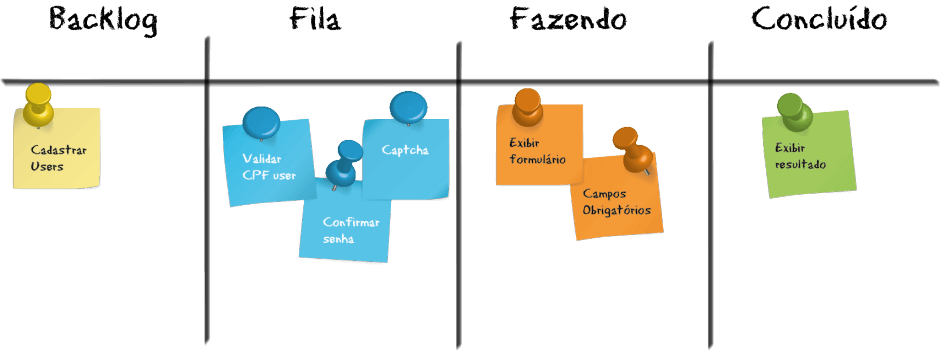 Backlog
Fila
Fazendo
Concluído
Cadastrar
Users
Validar
CPF user
Confirmar
senha
Captcha
Exibir
formulário
Campos
Obrigatórios
Exibir
resultado